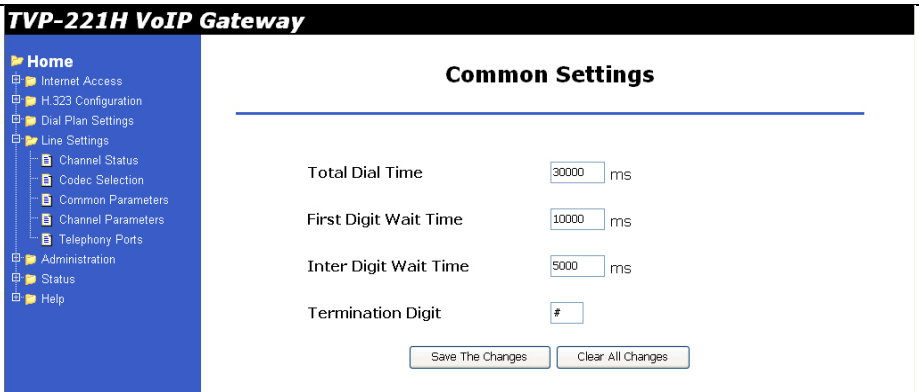 TVP-221H VoIP Gateway
Home
Internet Access
H.323 Configuration
Dial Plan Settings
Line Settings
Channel Status
Codec Selection
Common Parameters
Channel Parameters
Telephony Ports
Administration
Status
Help
Common Settings
Total Dial Time 30000 ms
First Digit Wait Time 10000 ms
Inter Digit Wait Time 5000 ms
Termination Digit #
Save The Changes Clear All Changes